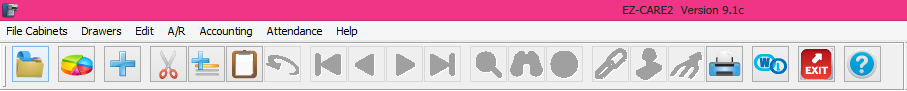 EZ-CARE2 Version 9.1c
File Cabinets Drawers Edit A/R Accounting Attendance Help
W EXIT ?